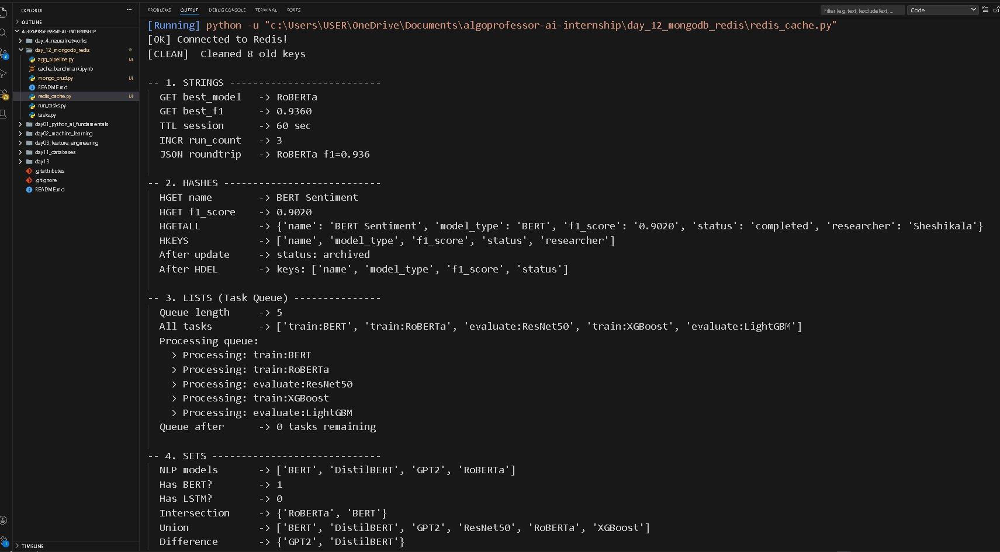 EXPLORER
OUTLINE
ALGOPROFESSOR-AI-INTERNSHIP
day_4_neuralnetworks
day_12_mongodb_redis
agg_pipeline.py M
cache_benchmark.ipynb
mongo_crud.py M
README.md
redis_cache.py M
run_tasks.py
tasks.py
day01_python_ai_fundamentals
day02_machine_learning
day03_feature_engineering
day11_databases
day13
.gitattributes
.gitignore
README.md
TIMELINE
PROBLEMS OUTPUT DEBUG CONSOLE TERMINAL PORTS
Filter (e.g. text, !excludeText, ... Code
[Running] python -u "c:\Users\USER\OneDrive\Documents\algoprofessor-ai-internship\day_12_mongodb_redis\redis_cache.py"
[OK] Connected to Redis!
[CLEAN] Cleaned 8 old keys
-- 1. STRINGS --------------------------
GET best_model -> RoBERTa
GET best_f1 -> 0.9360
TTL session -> 60 sec
INCR run_count -> 3
JSON roundtrip -> RoBERTa f1=0.936
-- 2. HASHES ---------------------------
HGET name -> BERT Sentiment
HGET f1_score -> 0.9020
HGETALL -> {'name': 'BERT Sentiment', 'model_type': 'BERT', 'f1_score': '0.9020', 'status': 'completed', 'researcher': 'Sheshikala'}
HKEYS -> ['name', 'model_type', 'f1_score', 'status', 'researcher']
After update -> status: archived
After HDEL -> keys: ['name', 'model_type', 'f1_score', 'status']
-- 3. LISTS (Task Queue) ---------------
Queue length -> 5
All tasks -> ['train:BERT', 'train:RoBERTa', 'evaluate:ResNet50', 'train:XGBoost', 'evaluate:LightGBM']
Processing queue:
> Processing: train:BERT
> Processing: train:RoBERTa
> Processing: evaluate:ResNet50
> Processing: train:XGBoost
> Processing: evaluate:LightGBM
Queue after -> 0 tasks remaining
-- 4. SETS -----------------------------
NLP models -> ['BERT', 'DistilBERT', 'GPT2', 'RoBERTa']
Has BERT? -> 1
Has LSTM? -> 0
Intersection -> {'RoBERTa', 'BERT'}
Union -> ['BERT', 'DistilBERT', 'GPT2', 'ResNet50', 'RoBERTa', 'XGBoost']
Difference -> {'GPT2', 'DistilBERT'}